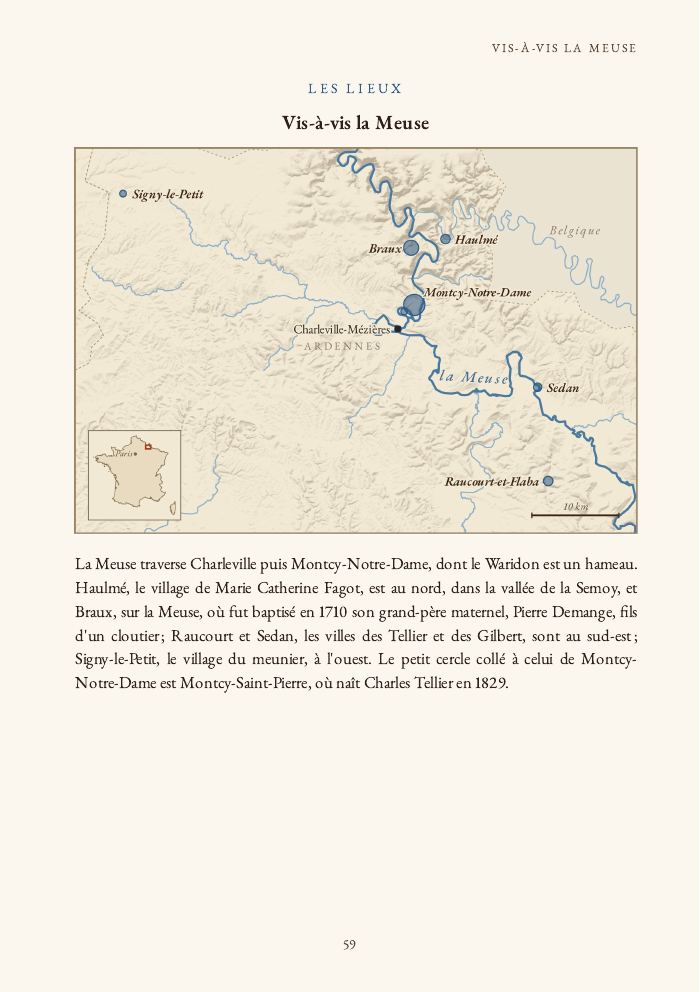 VIS-À-VIS LA MEUSE
LES LIEUX
Vis-à-vis la Meuse
Signy-le-Petit
Belgique
Braux
Haulmé
Montcy-Notre-Dame
Charleville-Mézières
ARDENNES
la Meuse
Sedan
Paris
Raucourt-et-Flaba
10 km
La Meuse traverse Charleville puis Montcy-Notre-Dame, dont le Waridon est un hameau.
Haulmé, le village de Marie Catherine Fagot, est au nord, dans la vallée de la Semoy, et
Braux, sur la Meuse, où fut baptisé en 1710 son grand-père maternel, Pierre Demange, fils
d'un cloutier ; Raucourt et Sedan, les villes des Tellier et des Gilbert, sont au sud-est ;
Signy-le-Petit, le village du meunier, à l'ouest. Le petit cercle collé à celui de Montcy-
Notre-Dame est Montcy-Saint-Pierre, où naît Charles Tellier en 1829.
59